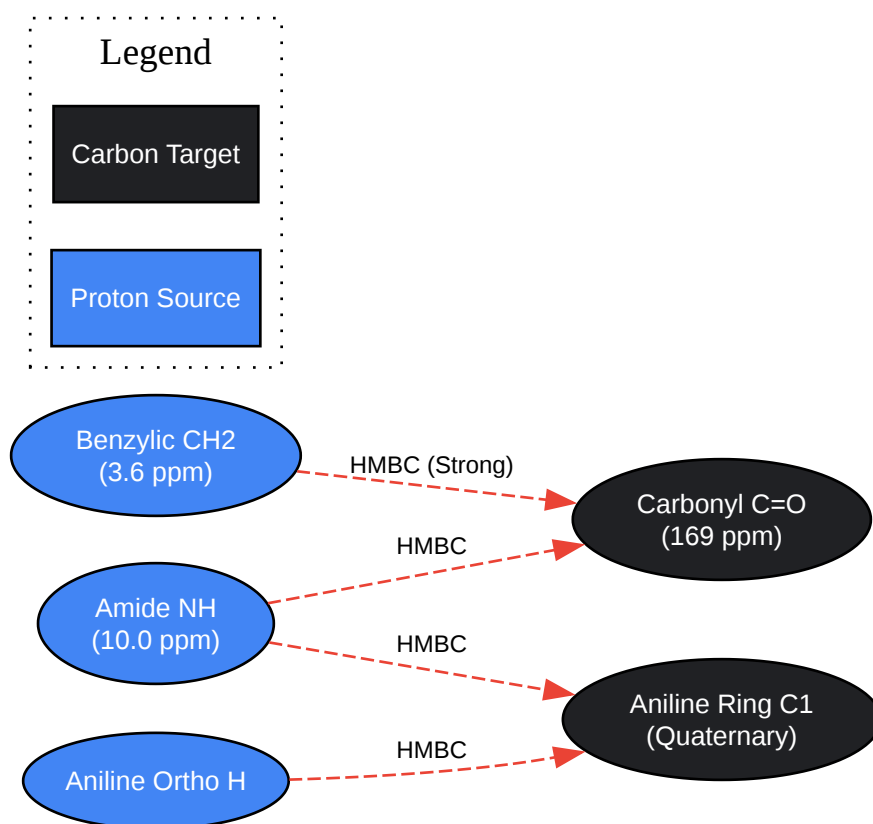 Legend
Carbon Target
Proton Source
Benzylic CH2
(3.6 ppm)
HMBC (Strong)
Carbonyl C=O
(169 ppm)
HMBC
Amide NH
(10.0 ppm)
HMBC
Aniline Ring C1
(Quaternary)
HMBC
Aniline Ortho H